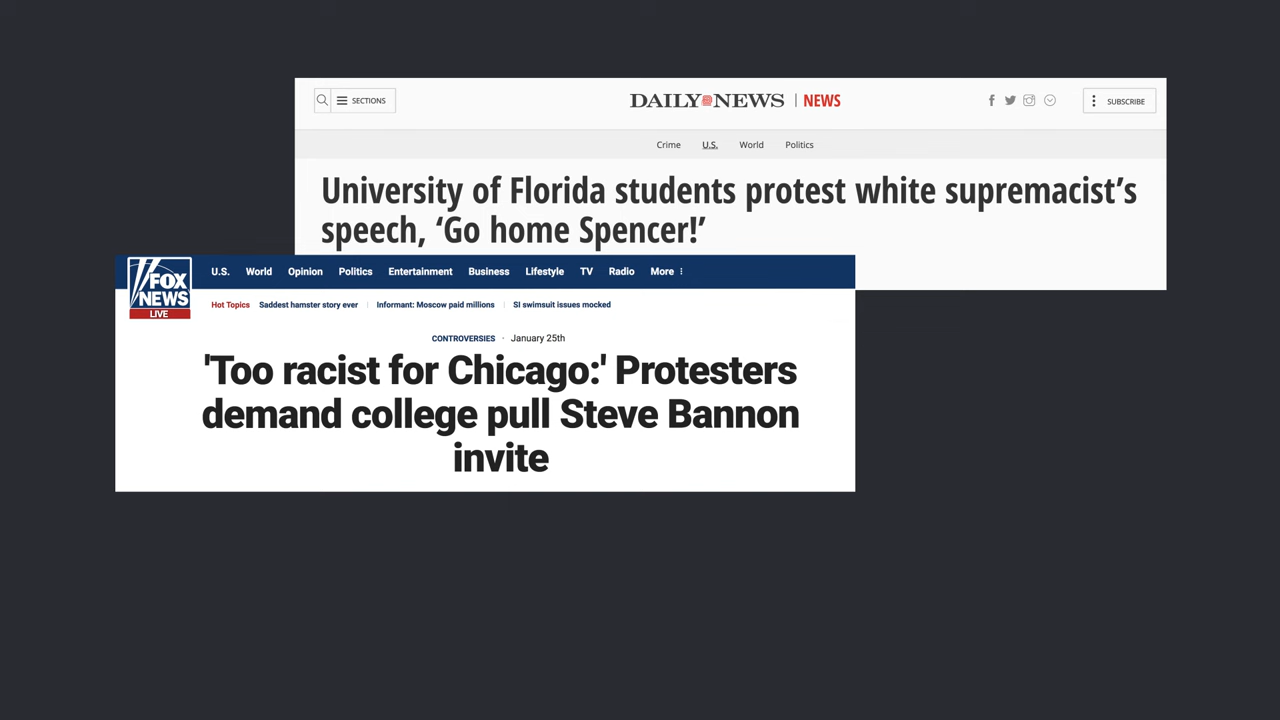 SECTIONS
DAILY NEWS | NEWS
SUBSCRIBE
Crime U.S. World Politics
University of Florida students protest white supremacist’s
speech, ‘Go home Spencer!’
FOX
NEWS
LIVE
U.S. World Opinion Politics Entertainment Business Lifestyle TV Radio More
Hot Topics Saddest hamster story ever Informant: Moscow paid millions SI swimsuit issues mocked
CONTROVERSIES · January 25th
'Too racist for Chicago:' Protesters
demand college pull Steve Bannon
invite